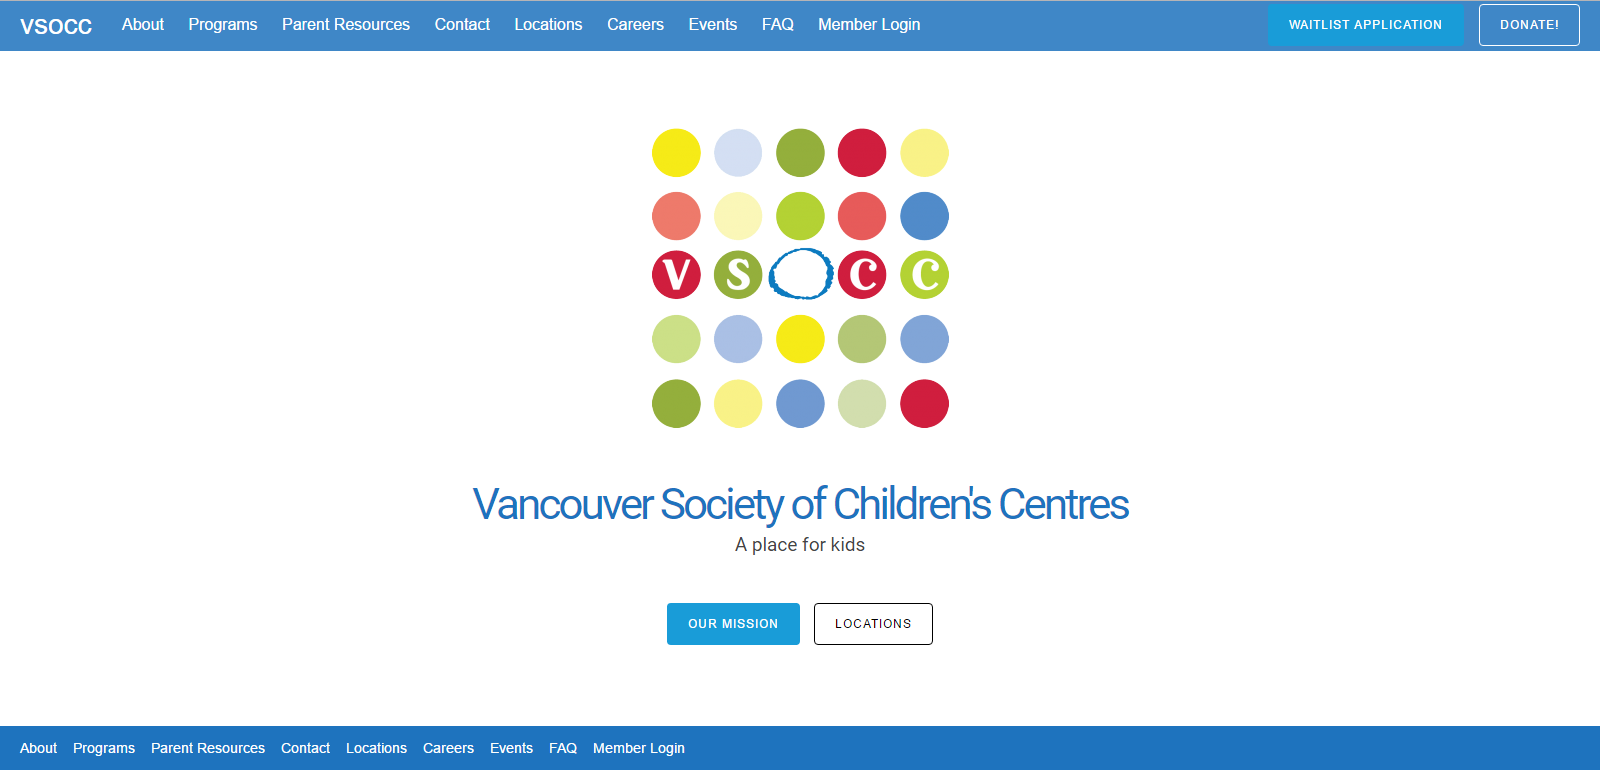 VSOCC About Programs Parent Resources Contact Locations Careers Events FAQ Member Login WAITLIST APPLICATION DONATE!
V S O C C
Vancouver Society of Children's Centres
A place for kids
OUR MISSION LOCATIONS
About Programs Parent Resources Contact Locations Careers Events FAQ Member Login